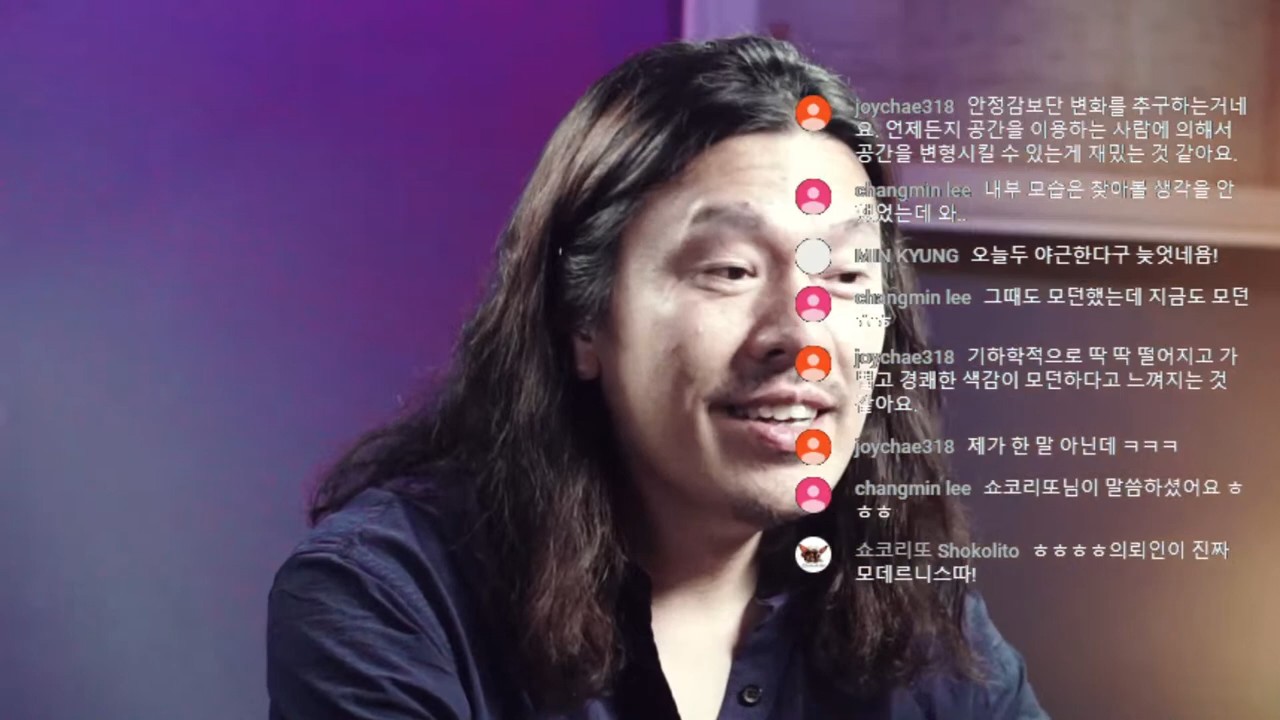 joychae318 안정감보단 변화를 추구하는거네
요. 언제든지 공간을 이용하는 사람에 의해서
공간을 변형시킬 수 있는게 재밌는 것 같아요.
changmin lee 내부 모습은 찾아볼 생각을 안
했었는데 와..
MIN KYUNG 오늘두 야근한다구 늦엇네욤!
changmin lee 그때도 모던했는데 지금도 모던
joychae318 기하학적으로 딱 딱 떨어지고 가
볍고 경쾌한 색감이 모던하다고 느껴지는 것
같아요.
joychae318 제가 한 말 아닌데 ㅋㅋㅋ
changmin lee 쇼코리또님이 말씀하셨어요 ㅎ
ㅎㅎ
쇼코리또 Shokolito ㅎㅎㅎㅎ의뢰인이 진짜
모데르니스따!